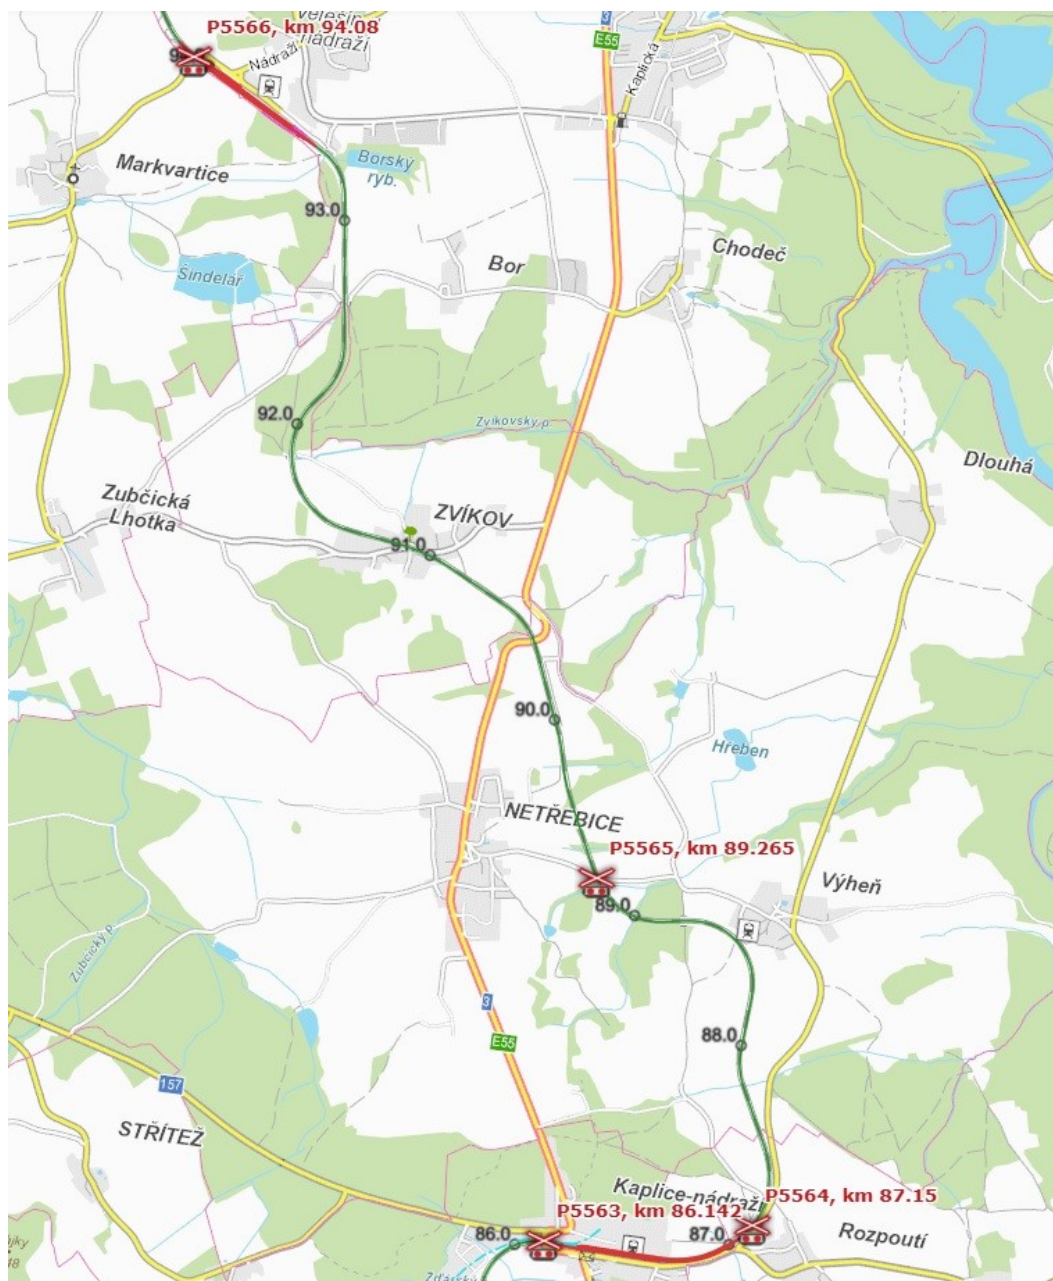 Velešín
nádraží
3
E55
P5566, km 94.08
Nádraží
Kaplická
Markvartice
Borský
ryb.
93.0
Chodeč
Bor
Šindelář
92.0
Zvíkovský p.
Dlouhá
Zubčická
Lhotka
ZVÍKOV
91.0
90.0
Hřeben
NETŘEBICE
P5565, km 89.265
Výheň
89.0
Zubčický p.
3
88.0
E55
157
STŘÍTEŽ
Kaplice-nádraží
P5564, km 87.15
P5563, km 86.142
86.0
87.0
Rozpoutí